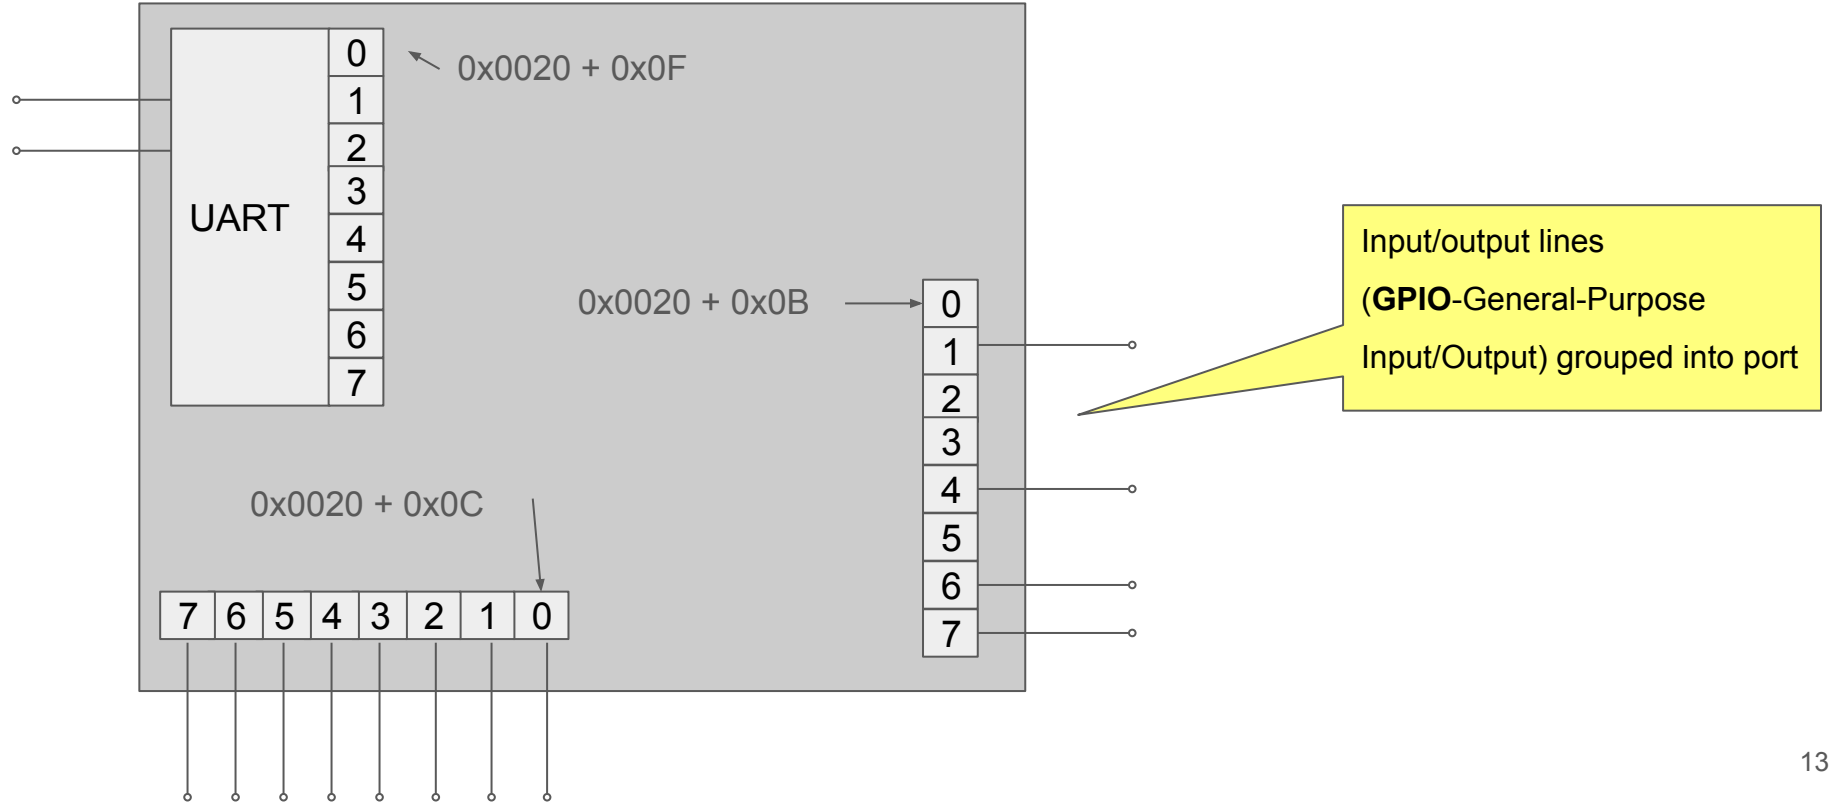 0
1
2
3
4
5
6
7
UART
0x0020 + 0x0F
0x0020 + 0x0B
0
1
2
3
4
5
6
7
Input/output lines
(GPIO-General-Purpose
Input/Output) grouped into port
0x0020 + 0x0C
7 6 5 4 3 2 1 0
13